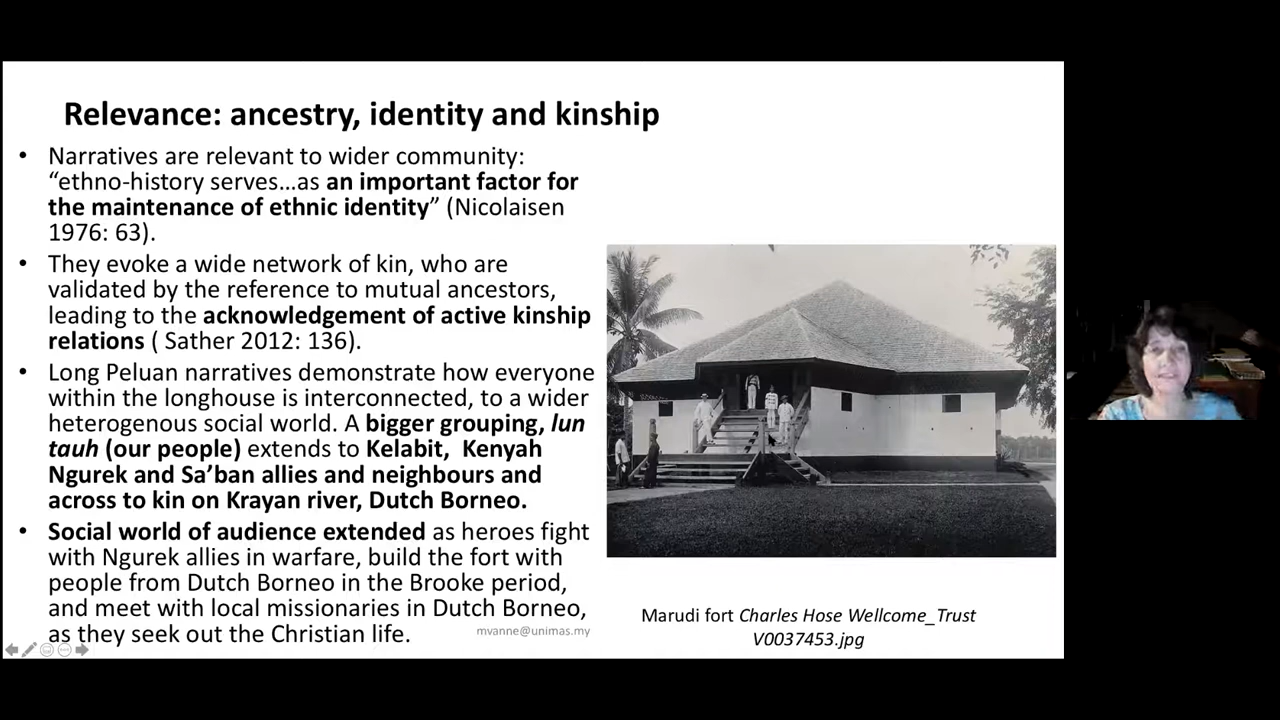 Relevance: ancestry, identity and kinship
• Narratives are relevant to wider community:
“ethno-history serves…as an important factor for
the maintenance of ethnic identity” (Nicolaisen
1976: 63).
• They evoke a wide network of kin, who are
validated by the reference to mutual ancestors,
leading to the acknowledgement of active kinship
relations ( Sather 2012: 136).
• Long Peluan narratives demonstrate how everyone
within the longhouse is interconnected, to a wider
heterogenous social world. A bigger grouping, lun
tauh (our people) extends to Kelabit, Kenyah
Ngurek and Sa’ban allies and neighbours and
across to kin on Krayan river, Dutch Borneo.
• Social world of audience extended as heroes fight
with Ngurek allies in warfare, build the fort with
people from Dutch Borneo in the Brooke period,
and meet with local missionaries in Dutch Borneo,
as they seek out the Christian life.
mvanne@unimas.my
Marudi fort Charles Hose Wellcome_Trust
V0037453.jpg